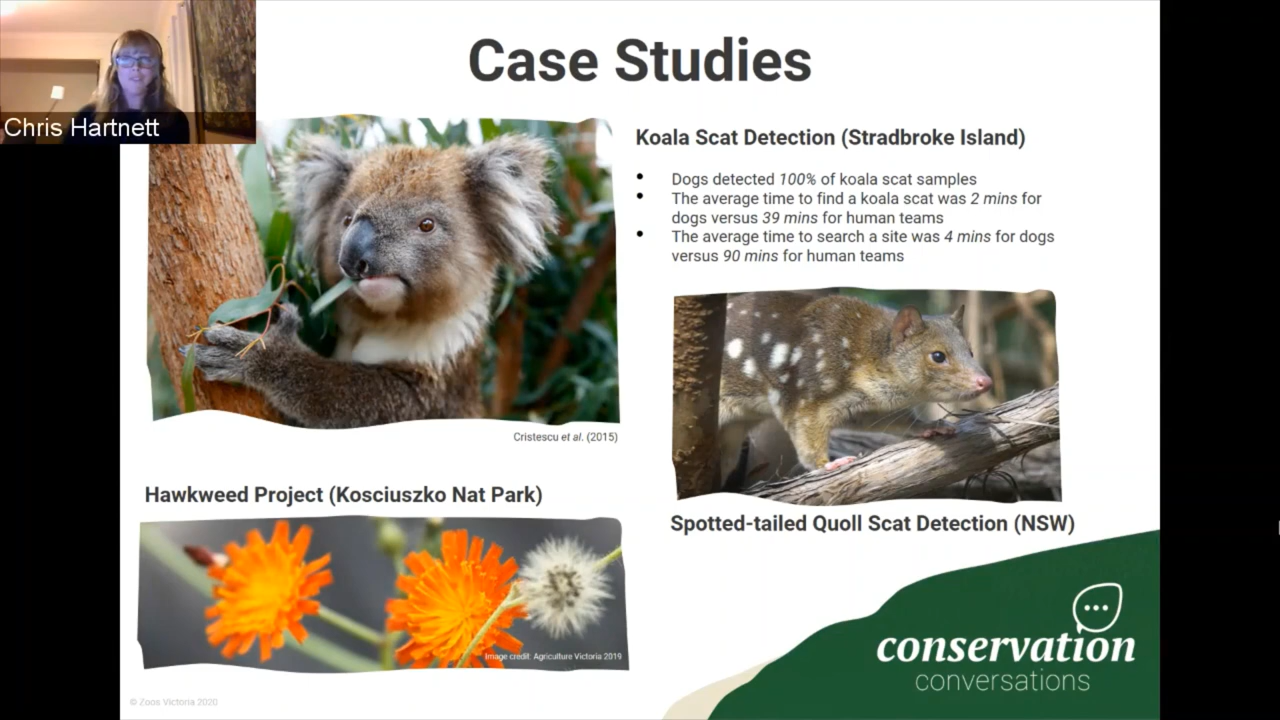 Case Studies
Chris Hartnett
Koala Scat Detection (Stradbroke Island)
• Dogs detected 100% of koala scat samples
• The average time to find a koala scat was 2 mins for
dogs versus 39 mins for human teams
• The average time to search a site was 4 mins for dogs
versus 90 mins for human teams
Cristescu et al. (2015)
Hawkweed Project (Kosciuszko Nat Park)
Spotted-tailed Quoll Scat Detection (NSW)
Image credit: Agriculture Victoria 2019
conservation
conversations
© Zoos Victoria 2020